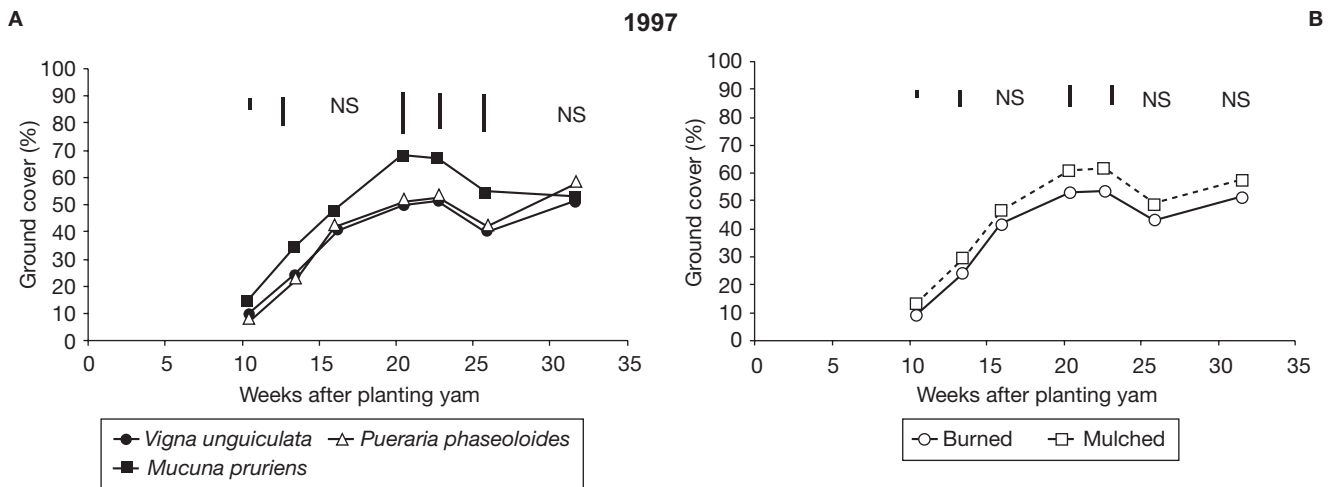 A
1997
B
100
90
80
70
60
50
40
30
20
10
0
Ground cover (%)
NS
NS
0 5 10 15 20 25 30 35
Weeks after planting yam
Vigna unguiculata
Pueraria phaseoloides
Mucuna pruriens
100
90
80
70
60
50
40
30
20
10
0
Ground cover (%)
NS
NS
NS
0 5 10 15 20 25 30 35
Weeks after planting yam
Burned
Mulched